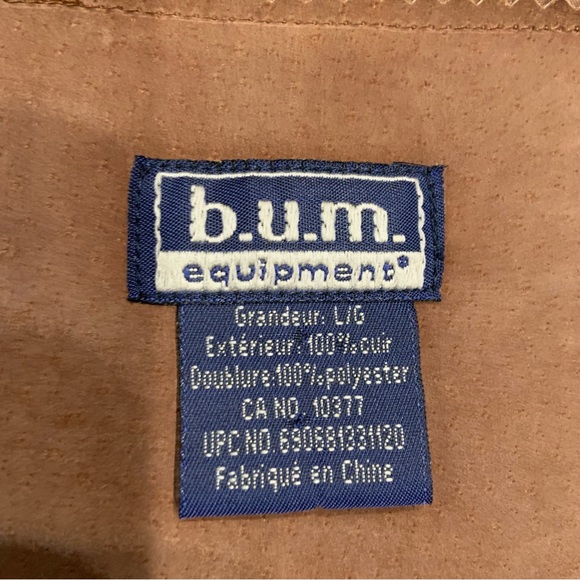 b.u.m.
equipment®
Grandeur: L/G
Extérieur:100%cuir
Doublure:100%polyester
CA NO. 10377
UPC NO. 690681331120
Fabriqué en Chine